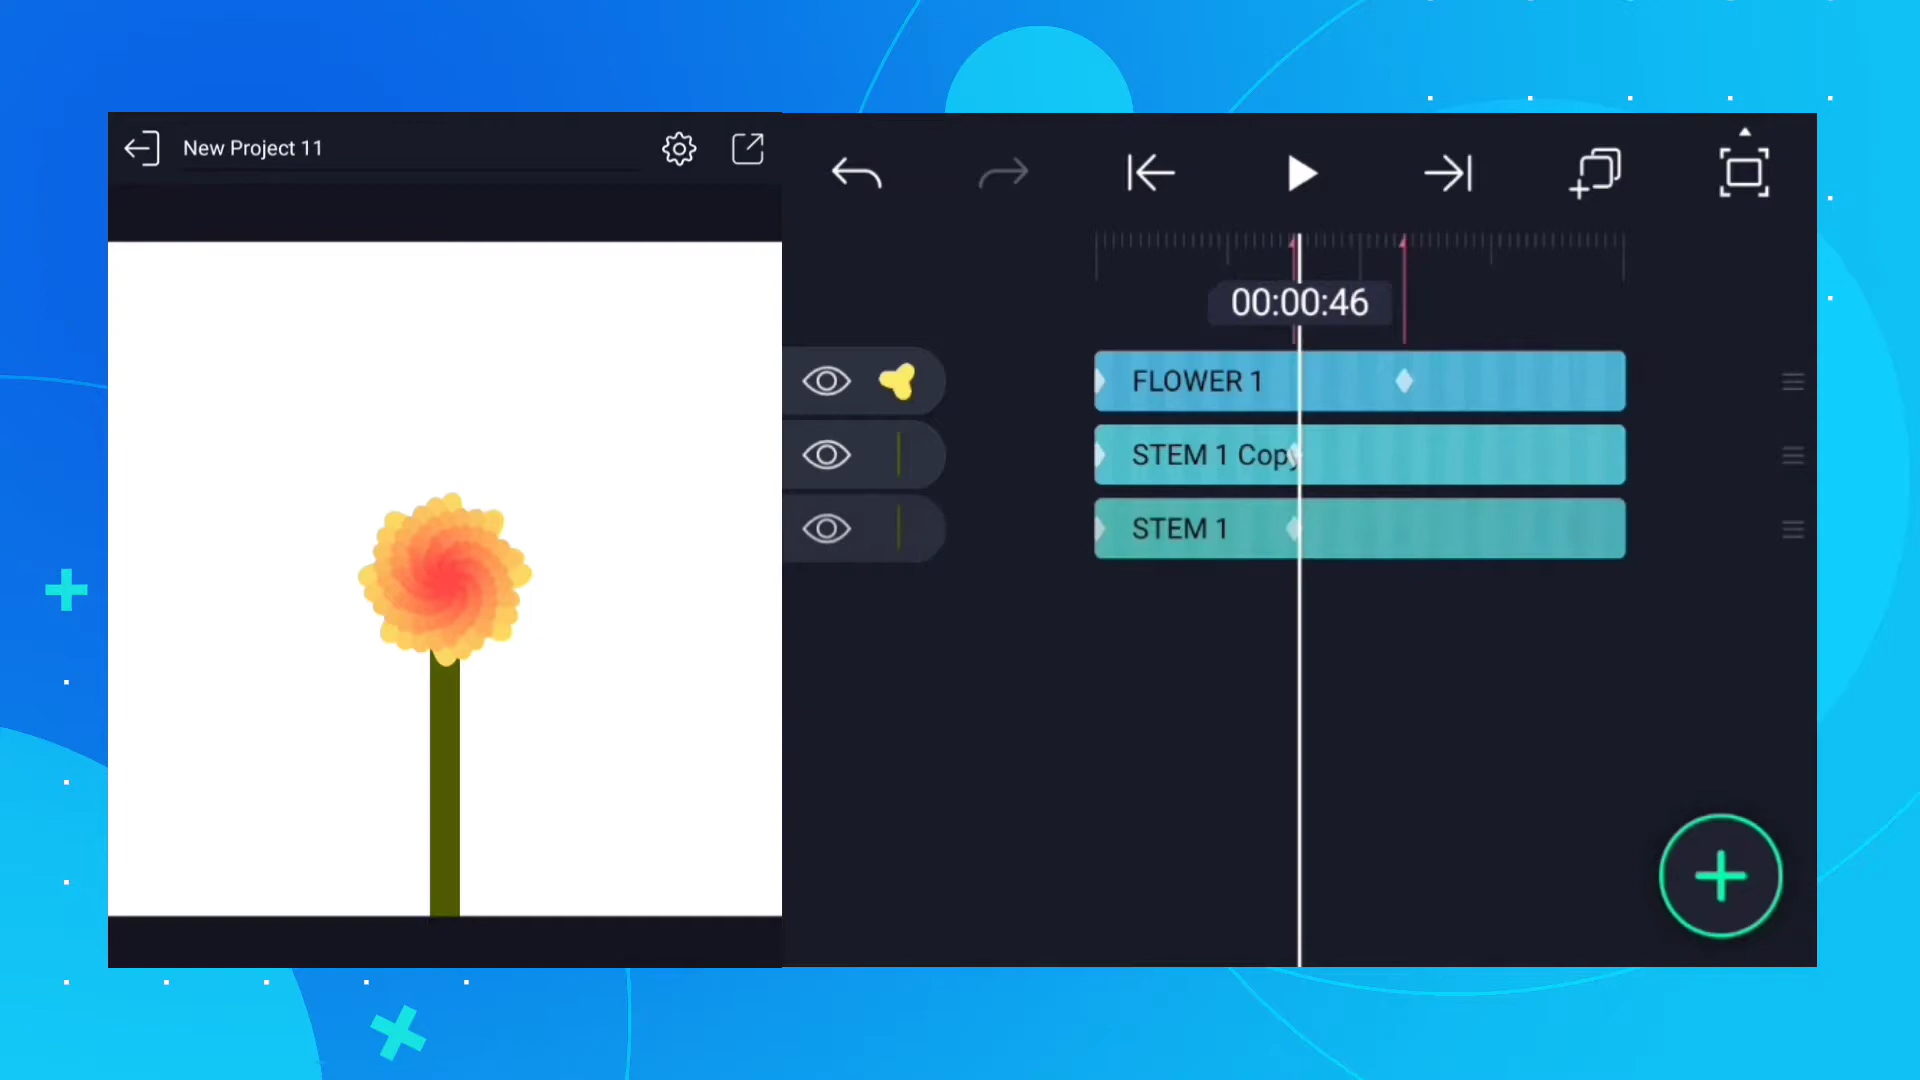 New Project 11
00:00:46
FLOWER 1
STEM 1 Copy
STEM 1